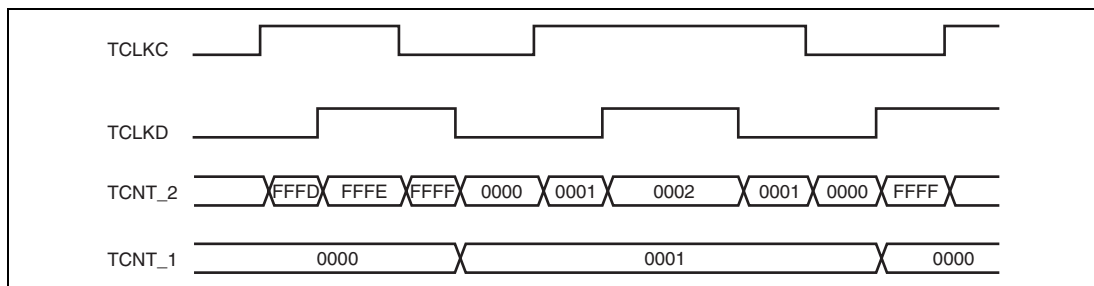 TCLKC
TCLKD
TCNT_2 FFFD FFFE FFFF 0000 0001 0002 0001 0000 FFFF
TCNT_1 0000 0001 0000